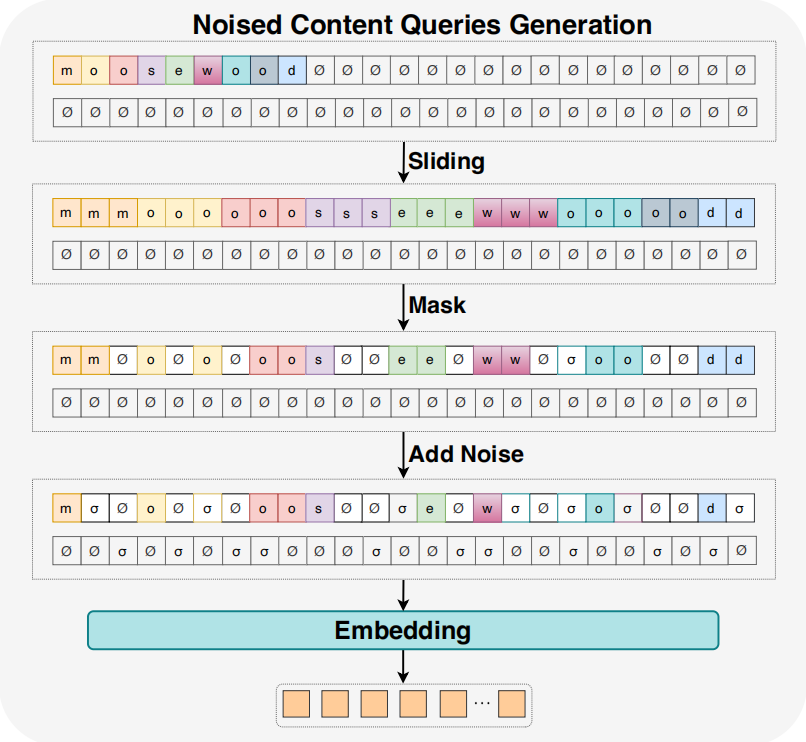 Noised Content Queries Generation
m o o s e w o o d Ø Ø Ø Ø Ø Ø Ø Ø Ø Ø Ø Ø Ø Ø Ø Ø
Ø Ø Ø Ø Ø Ø Ø Ø Ø Ø Ø Ø Ø Ø Ø Ø Ø Ø Ø Ø Ø Ø Ø Ø Ø
Sliding
m m m o o o o o o s s s e e e w w w o o o o o d d
Ø Ø Ø Ø Ø Ø Ø Ø Ø Ø Ø Ø Ø Ø Ø Ø Ø Ø Ø Ø Ø Ø Ø Ø Ø
Mask
m m Ø o Ø o Ø o o s Ø Ø e e Ø w w Ø σ o o Ø Ø d d
Ø Ø Ø Ø Ø Ø Ø Ø Ø Ø Ø Ø Ø Ø Ø Ø Ø Ø Ø Ø Ø Ø Ø Ø Ø
Add Noise
m σ Ø o Ø σ Ø o o s Ø Ø σ e Ø w σ Ø σ o σ Ø Ø d σ
Ø Ø σ Ø σ Ø σ σ Ø Ø Ø σ Ø Ø σ σ Ø Ø σ Ø Ø σ Ø σ Ø
Embedding
...